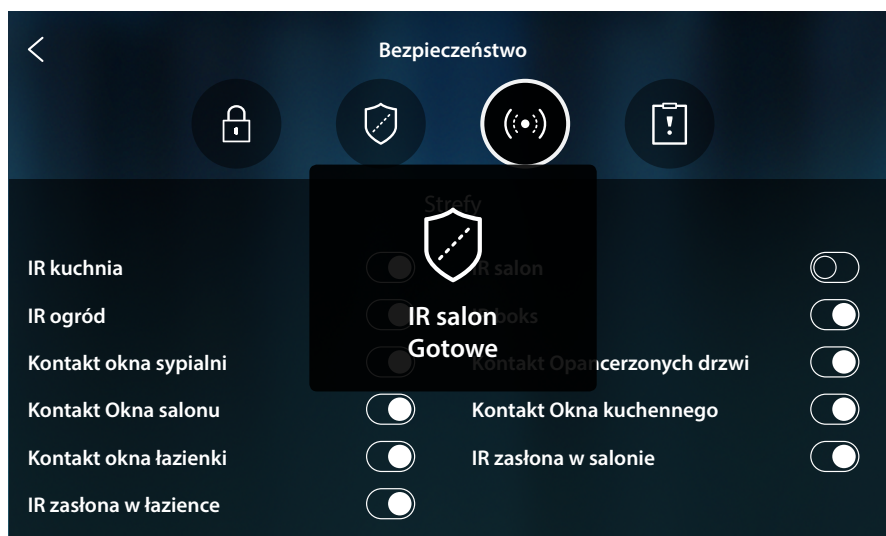 Bezpieczeństwo
Strefy
IR kuchnia
IR salon
IR ogród
IR salon
Gotowe
boks
Kontakt okna sypialni
Kontakt Opancerzonych drzwi
Kontakt Okna salonu
Kontakt Okna kuchennego
Kontakt okna łazienki
IR zasłona w salonie
IR zasłona w łazience